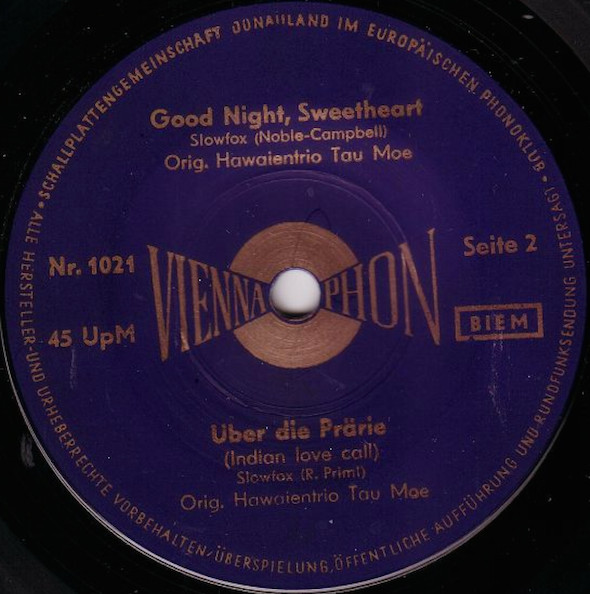 SCHALLPLATTENGEMEINSCHAFT DONAULAND IM EUROPÄISCHEN PHONOKLUB •
Good Night, Sweetheart
Slowfox (Noble-Campbell)
Orig. Hawaientrio Tau Moe
Nr. 1021
Seite 2
VIENNAPHON
45 UpM
BIEM
Uber die Prärie
(Indian love call)
Slowfox (R. Priml)
Orig. Hawaientrio Tau Moe
• ALLE HERSTELLER- UND URHEBERRECHTE VORBEHALTEN/ÜBERSPIELUNG, ÖFFENTLICHE AUFFÜHRUNG UND RUNDFUNKSENDUNG UNTERSAGT •